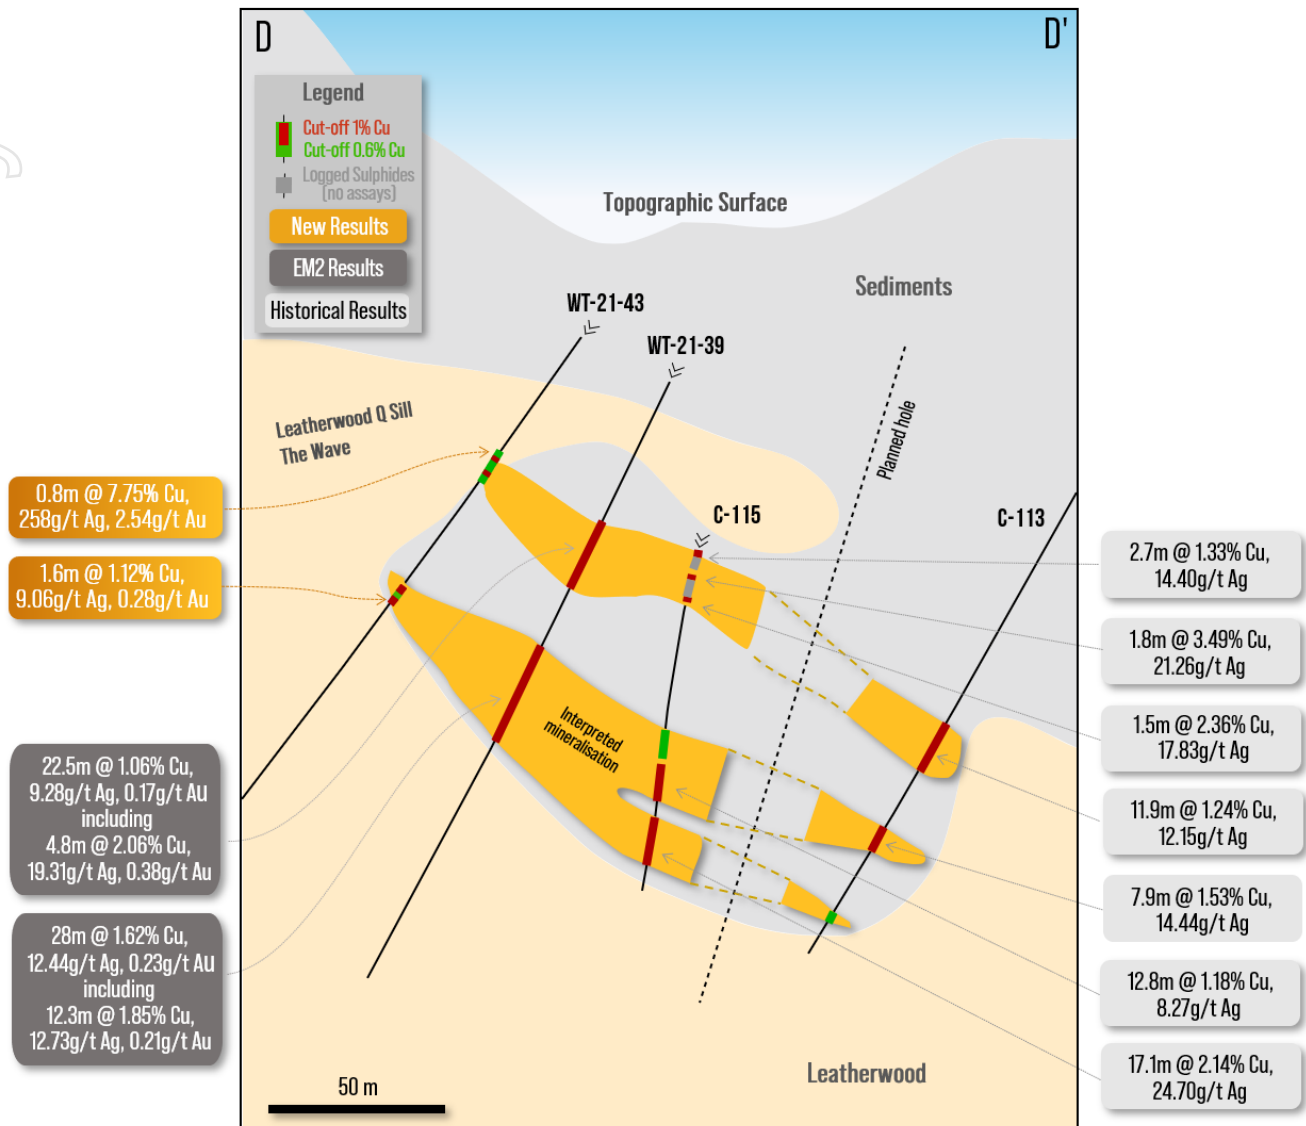 D
D'
Legend
Cut-off 1% Cu
Cut-off 0.6% Cu
Logged Sulphides
(no assays)
New Results
EM2 Results
Historical Results
Topographic Surface
Sediments
WT-21-43
WT-21-39
Leatherwood Q Sill
The Wave
Planned hole
C-115
C-113
Interpreted
mineralisation
Leatherwood
50 m
0.8m @ 7.75% Cu,
258g/t Ag, 2.54g/t Au
1.6m @ 1.12% Cu,
9.06g/t Ag, 0.28g/t Au
22.5m @ 1.06% Cu,
9.28g/t Ag, 0.17g/t Au
including
4.8m @ 2.06% Cu,
19.31g/t Ag, 0.38g/t Au
28m @ 1.62% Cu,
12.44g/t Ag, 0.23g/t Au
including
12.3m @ 1.85% Cu,
12.73g/t Ag, 0.21g/t Au
2.7m @ 1.33% Cu,
14.40g/t Ag
1.8m @ 3.49% Cu,
21.26g/t Ag
1.5m @ 2.36% Cu,
17.83g/t Ag
11.9m @ 1.24% Cu,
12.15g/t Ag
7.9m @ 1.53% Cu,
14.44g/t Ag
12.8m @ 1.18% Cu,
8.27g/t Ag
17.1m @ 2.14% Cu,
24.70g/t Ag